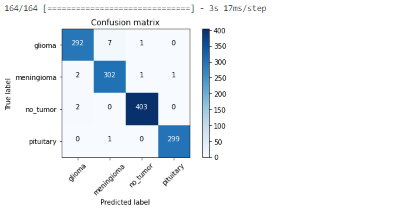 164/164 [==============================] - 3s 17ms/step
Confusion matrix
glioma 292 7 1 0
meningioma 2 302 1 1
no_tumor 2 0 403 0
pituitary 0 1 0 299
glioma meningioma no_tumor pituitary
True label
Predicted label
400
350
300
250
200
150
100
50
0